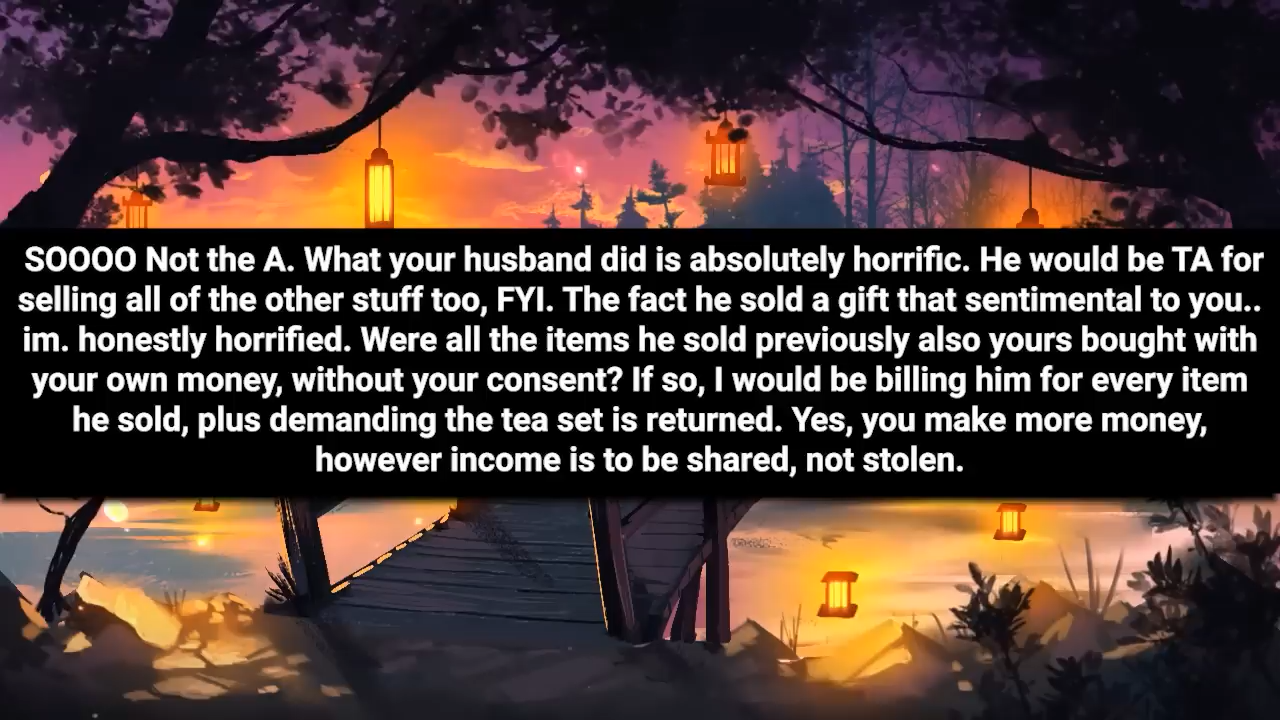 SOOOO Not the A. What your husband did is absolutely horrific. He would be TA for
selling all of the other stuff too, FYI. The fact he sold a gift that sentimental to you..
im. honestly horrified. Were all the items he sold previously also yours bought with
your own money, without your consent? If so, I would be billing him for every item
he sold, plus demanding the tea set is returned. Yes, you make more money,
however income is to be shared, not stolen.